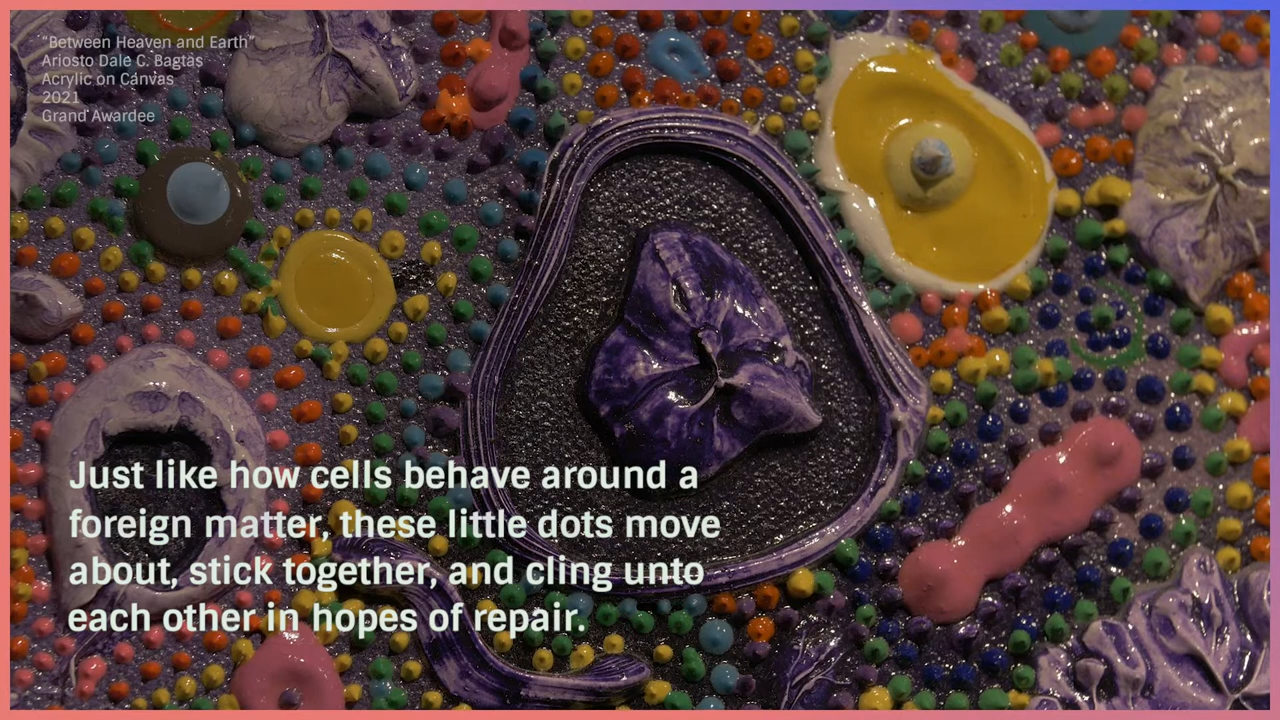 “Between Heaven and Earth”
Ariosto Dale C. Bagtas
Acrylic on Canvas
2021
Grand Awardee
Just like how cells behave around a
foreign matter, these little dots move
about, stick together, and cling unto
each other in hopes of repair.